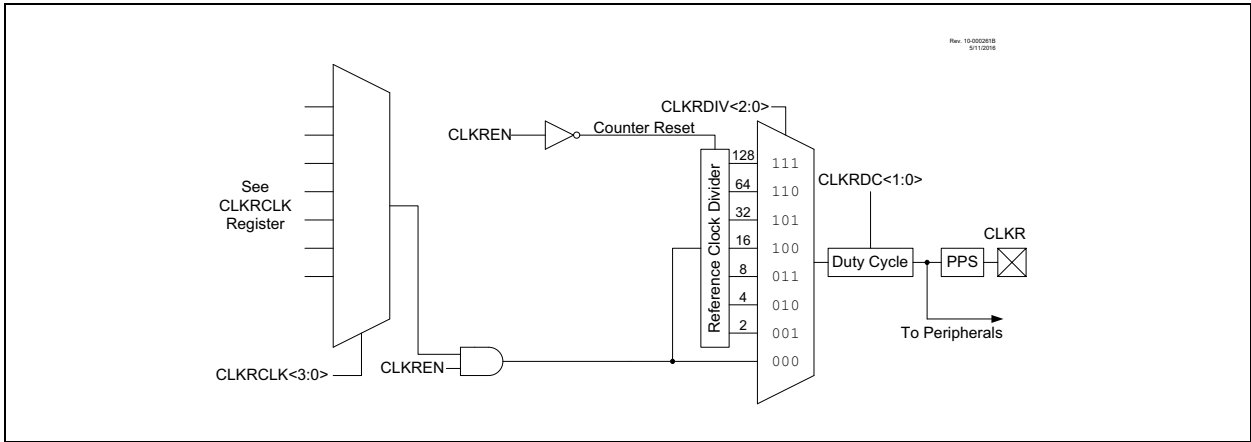 Rev. 10-000261B
5/11/2016
CLKRDIV<2:0>
CLKREN
Counter Reset
See
CLKRCLK
Register
Reference Clock Divider
128
64
32
16
8
4
2
111
110
101
100
011
010
001
000
CLKRDC<1:0>
Duty Cycle
PPS
CLKR
To Peripherals
CLKREN
CLKRCLK<3:0>